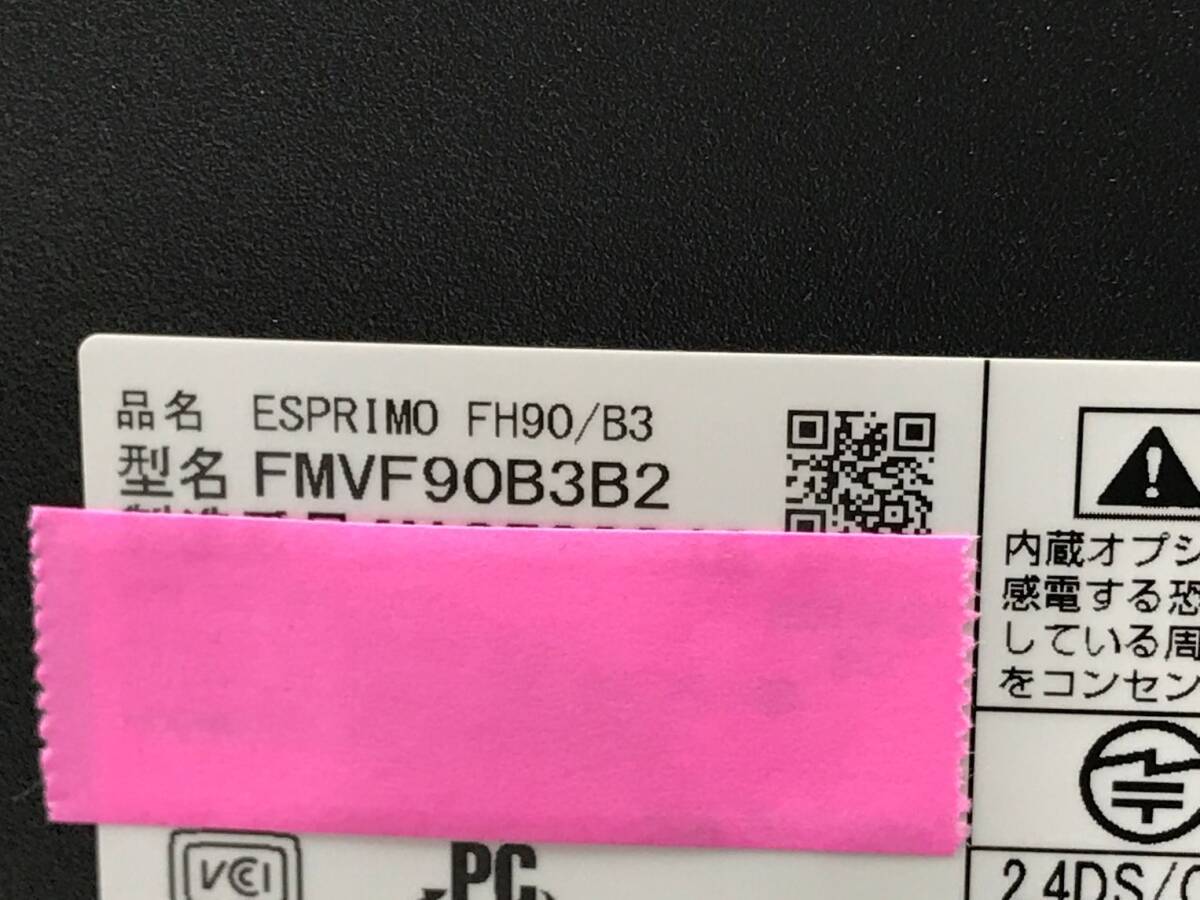 品名 ESPRIMO FH90/B3
型名 FMVF90B3B2
内蔵オプシ
感電する恐
している周
をコンセン
VCCI
PC
2.4DS/O